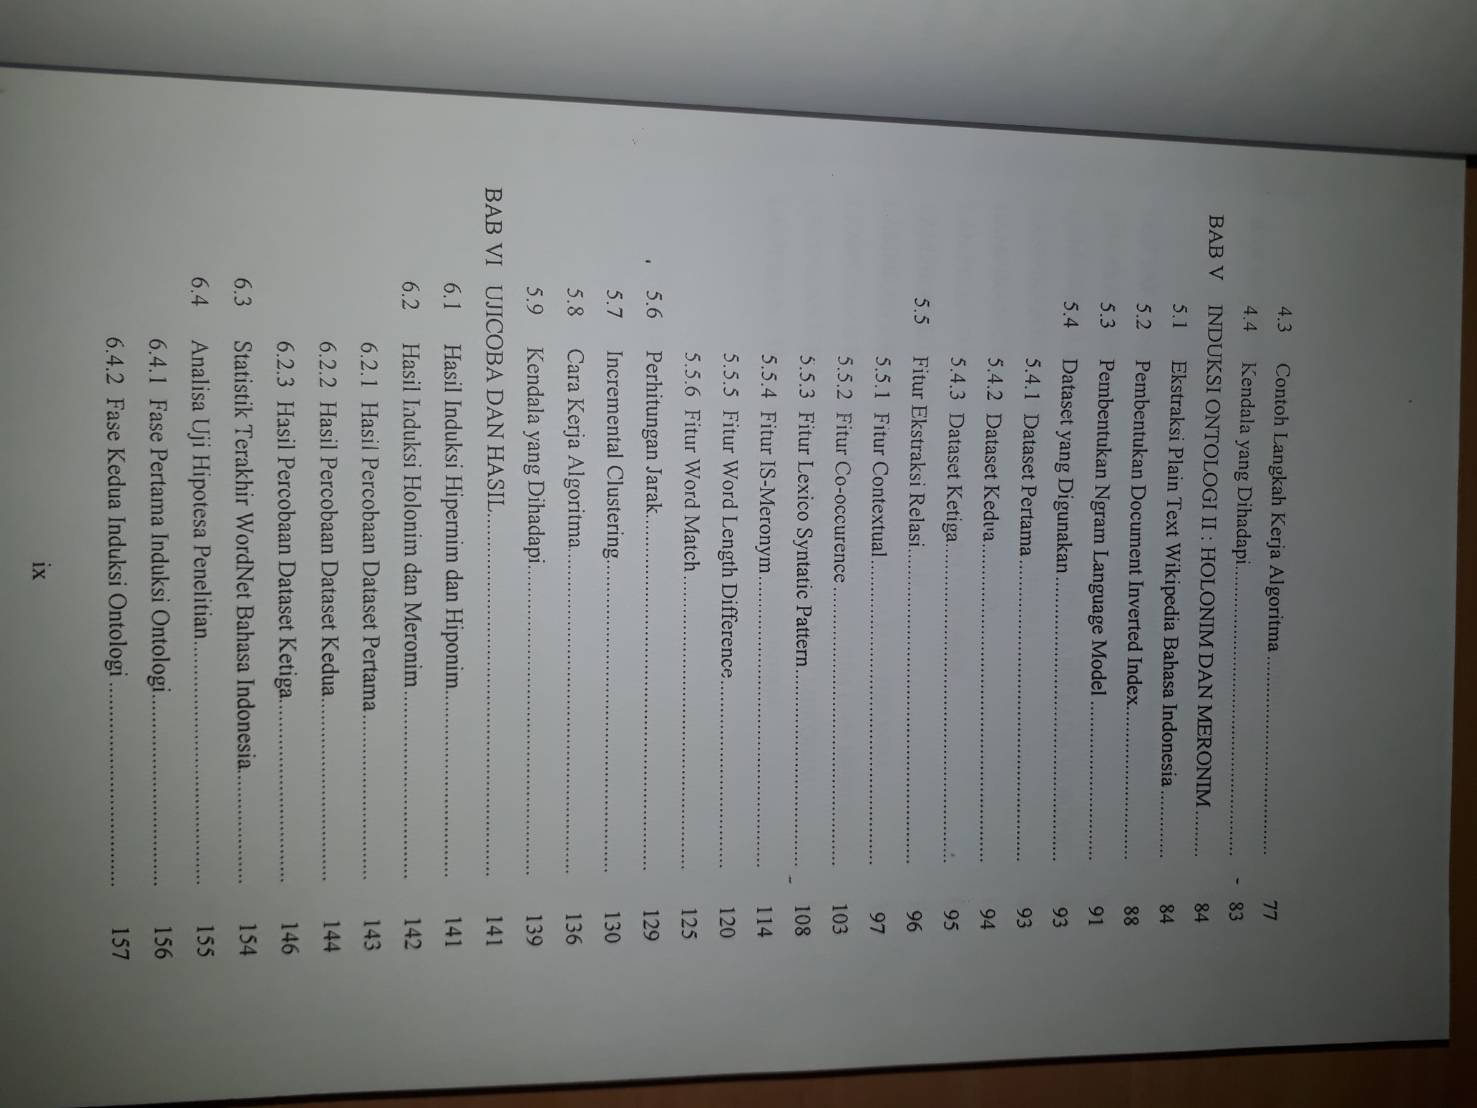 4.3 Contoh Langkah Kerja Algoritma ................................... 77
4.4 Kendala yang Dihadapi................................................... - 83
BAB V INDUKSI ONTOLOGI II : HOLONIM DAN MERONIM ........ 84
5.1 Ekstraksi Plain Text Wikipedia Bahasa Indonesia ............ 84
5.2 Pembentukan Document Inverted Index........................... 88
5.3 Pembentukan Ngram Language Model ............................ 91
5.4 Dataset yang Digunakan .................................................. 93
5.4.1 Dataset Pertama ..................................................... 93
5.4.2 Dataset Kedua........................................................ 94
5.4.3 Dataset Ketiga........................................................ 95
5.5 Fitur Ekstraksi Relasi....................................................... 96
5.5.1 Fitur Contextual ..................................................... 97
5.5.2 Fitur Co-occurence ................................................ 103
5.5.3 Fitur Lexico Syntatic Pattern .................................. 108
5.5.4 Fitur IS-Meronym .................................................. 114
5.5.5 Fitur Word Length Difference................................. 120
5.5.6 Fitur Word Match ................................................... 125
5.6 Perhitungan Jarak............................................................. 129
5.7 Incremental Clustering...................................................... 130
5.8 Cara Kerja Algoritma........................................................ 136
5.9 Kendala yang Dihadapi..................................................... 139
BAB VI UJICOBA DAN HASIL............................................................... 141
6.1 Hasil Induksi Hipernim dan Hiponim................................ 141
6.2 Hasil Induksi Holonim dan Meronim ................................ 142
6.2.1 Hasil Percobaan Dataset Pertama ............................ 143
6.2.2 Hasil Percobaan Dataset Kedua............................... 144
6.2.3 Hasil Percobaan Dataset Ketiga............................... 146
6.3 Statistik Terakhir WordNet Bahasa Indonesia................... 154
6.4 Analisa Uji Hipotesa Penelitian......................................... 155
6.4.1 Fase Pertama Induksi Ontologi................................ 156
6.4.2 Fase Kedua Induksi Ontologi .................................. 157
ix